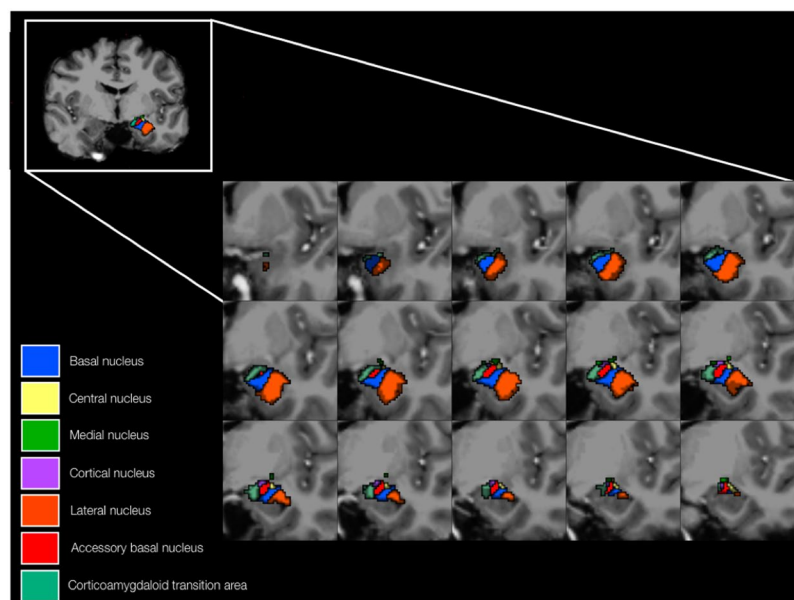 Basal nucleus
Central nucleus
Medial nucleus
Cortical nucleus
Lateral nucleus
Accessory basal nucleus
Corticoamygdaloid transition area